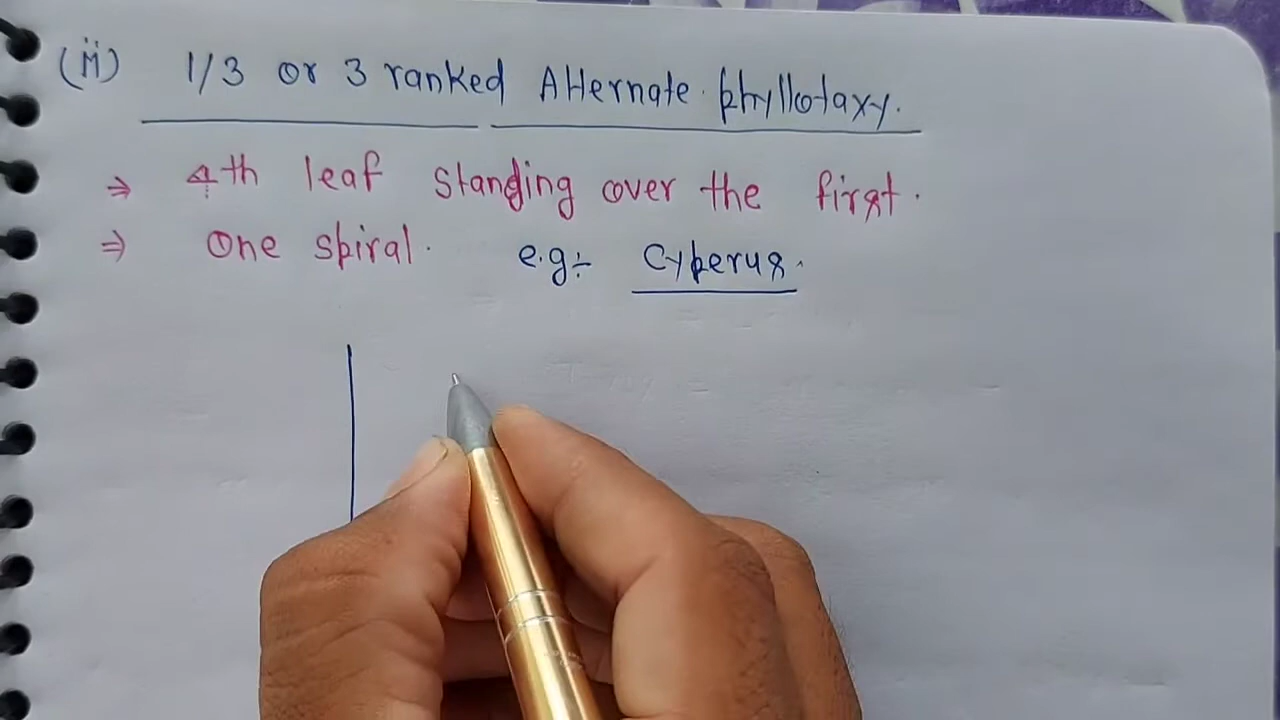 (ii) 1/3 or 3 ranked Alternate phyllotaxy.
⇒ 4th leaf standing over the first.
⇒ One spiral. e.g:- Cyperus.